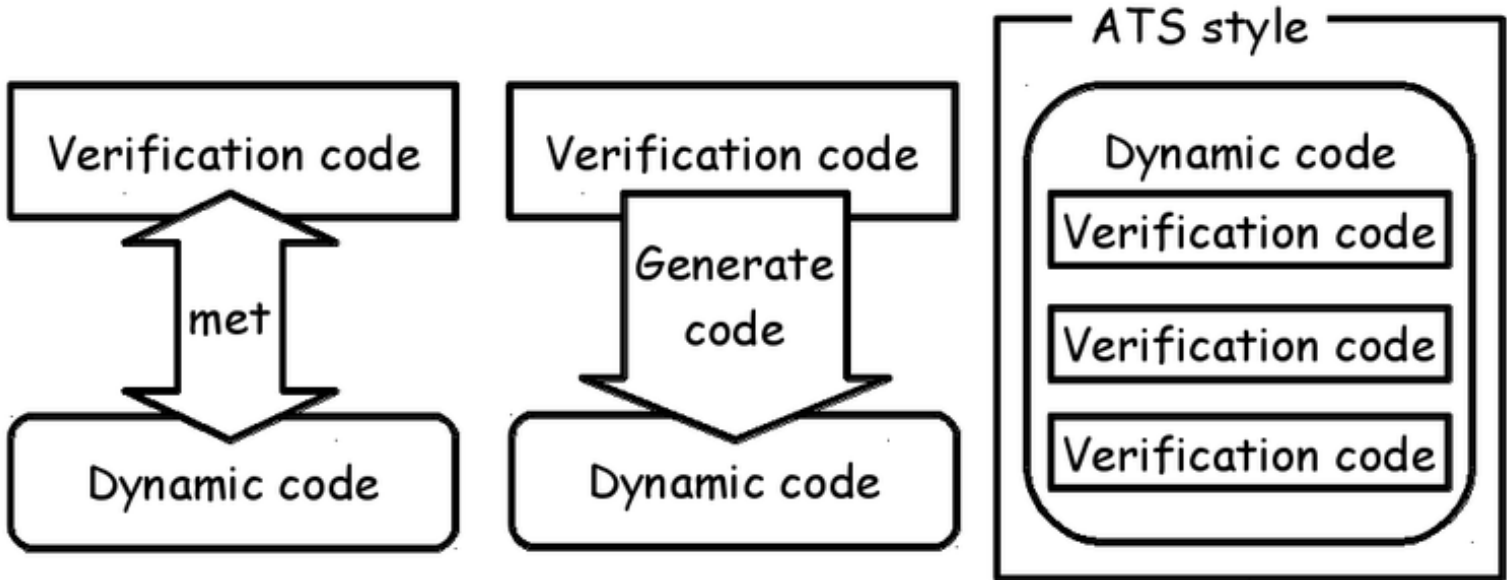 Verification code
met
Dynamic code
Verification code
Generate
code
Dynamic code
ATS style
Dynamic code
Verification code
Verification code
Verification code